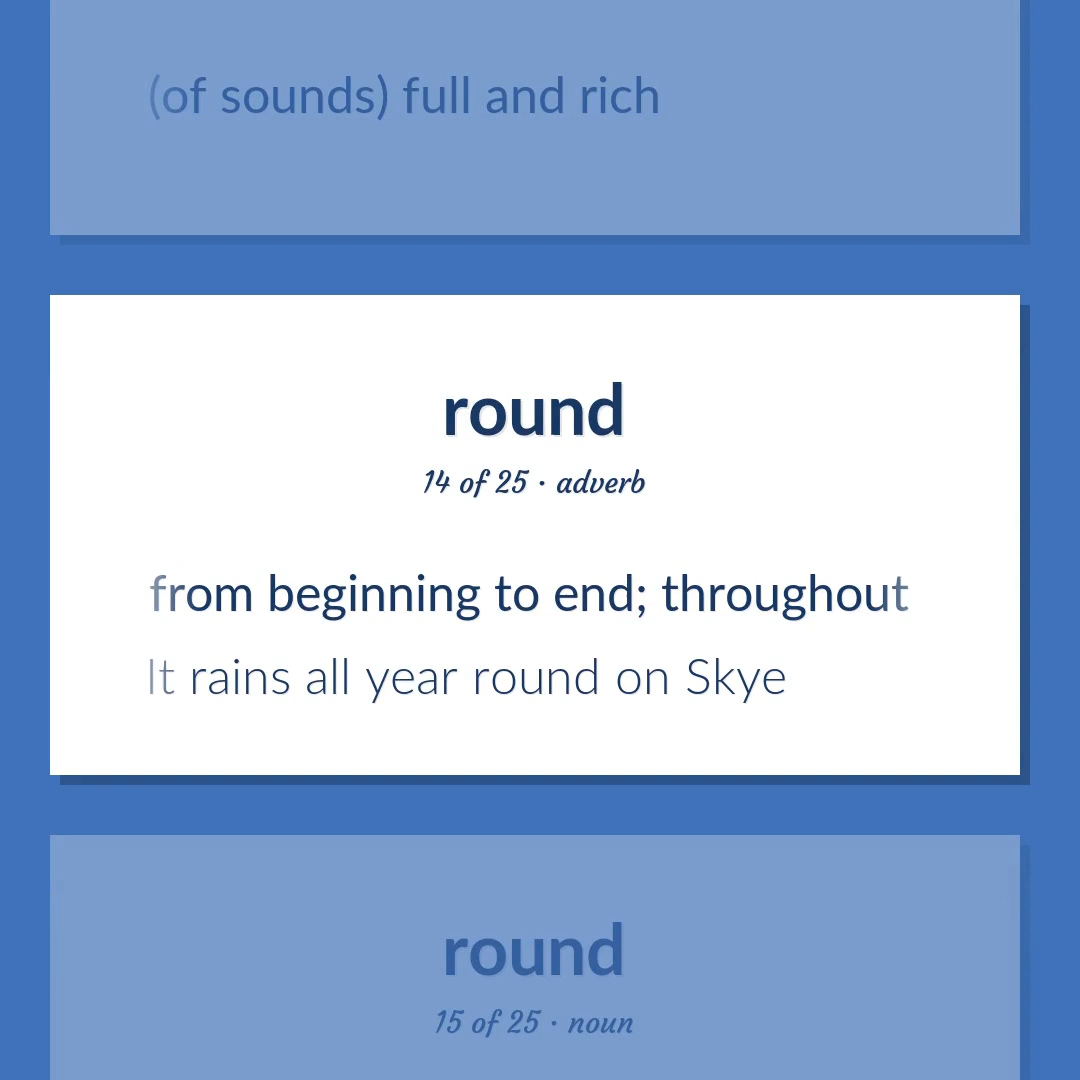 (of sounds) full and rich
round
14 of 25 · adverb
from beginning to end; throughout
It rains all year round on Skye
round
15 of 25 · noun